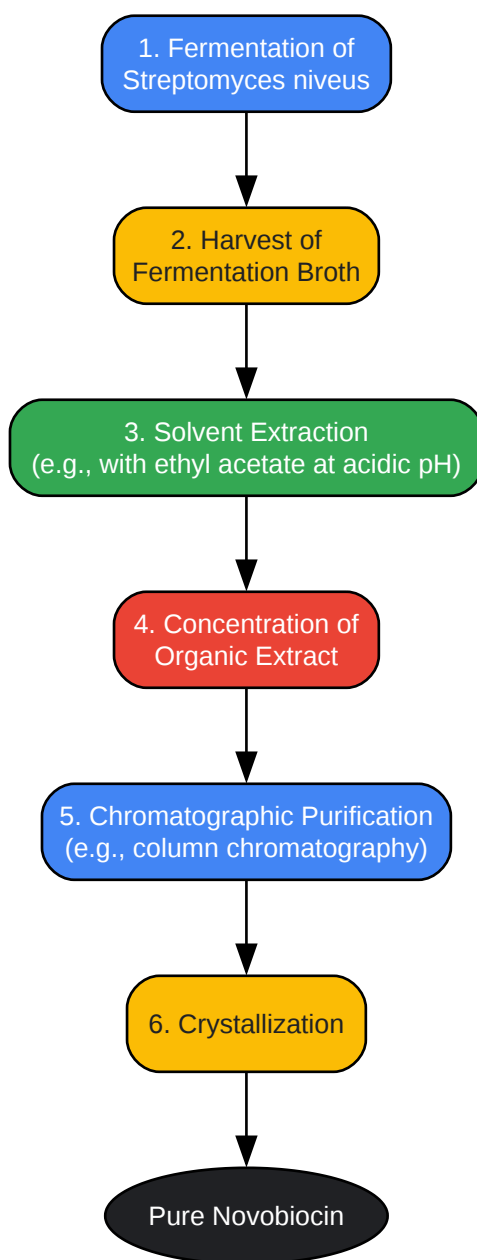 1. Fermentation of
Streptomyces niveus
2. Harvest of
Fermentation Broth
3. Solvent Extraction
(e.g., with ethyl acetate at acidic pH)
4. Concentration of
Organic Extract
5. Chromatographic Purification
(e.g., column chromatography)
6. Crystallization
Pure Novobiocin